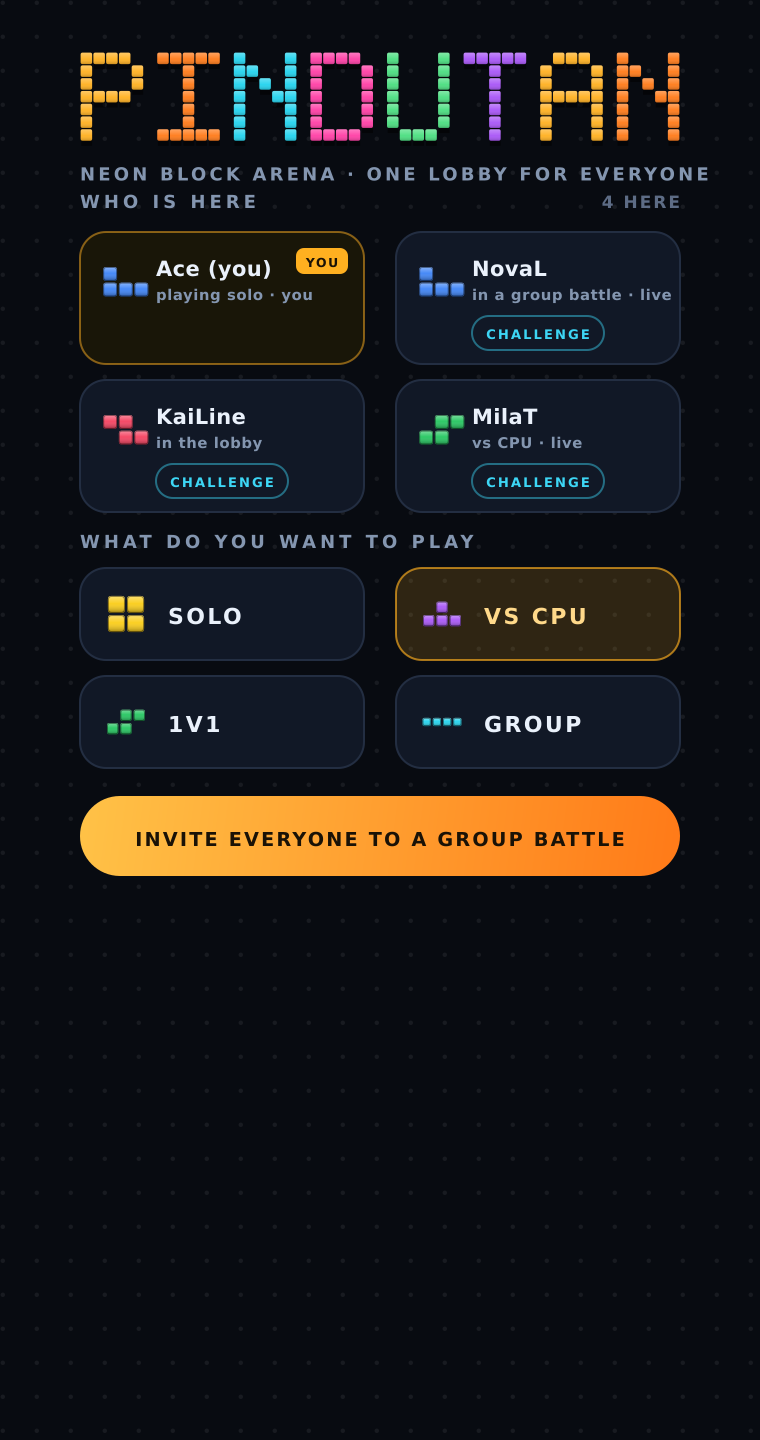 PINDUTAN
NEON BLOCK ARENA · ONE LOBBY FOR EVERYONE
WHO IS HERE 4 HERE
Ace (you) YOU
playing solo · you
NovaL
in a group battle · live
CHALLENGE
KaiLine
in the lobby
CHALLENGE
MilaT
vs CPU · live
CHALLENGE
WHAT DO YOU WANT TO PLAY
SOLO
VS CPU
1V1
GROUP
INVITE EVERYONE TO A GROUP BATTLE